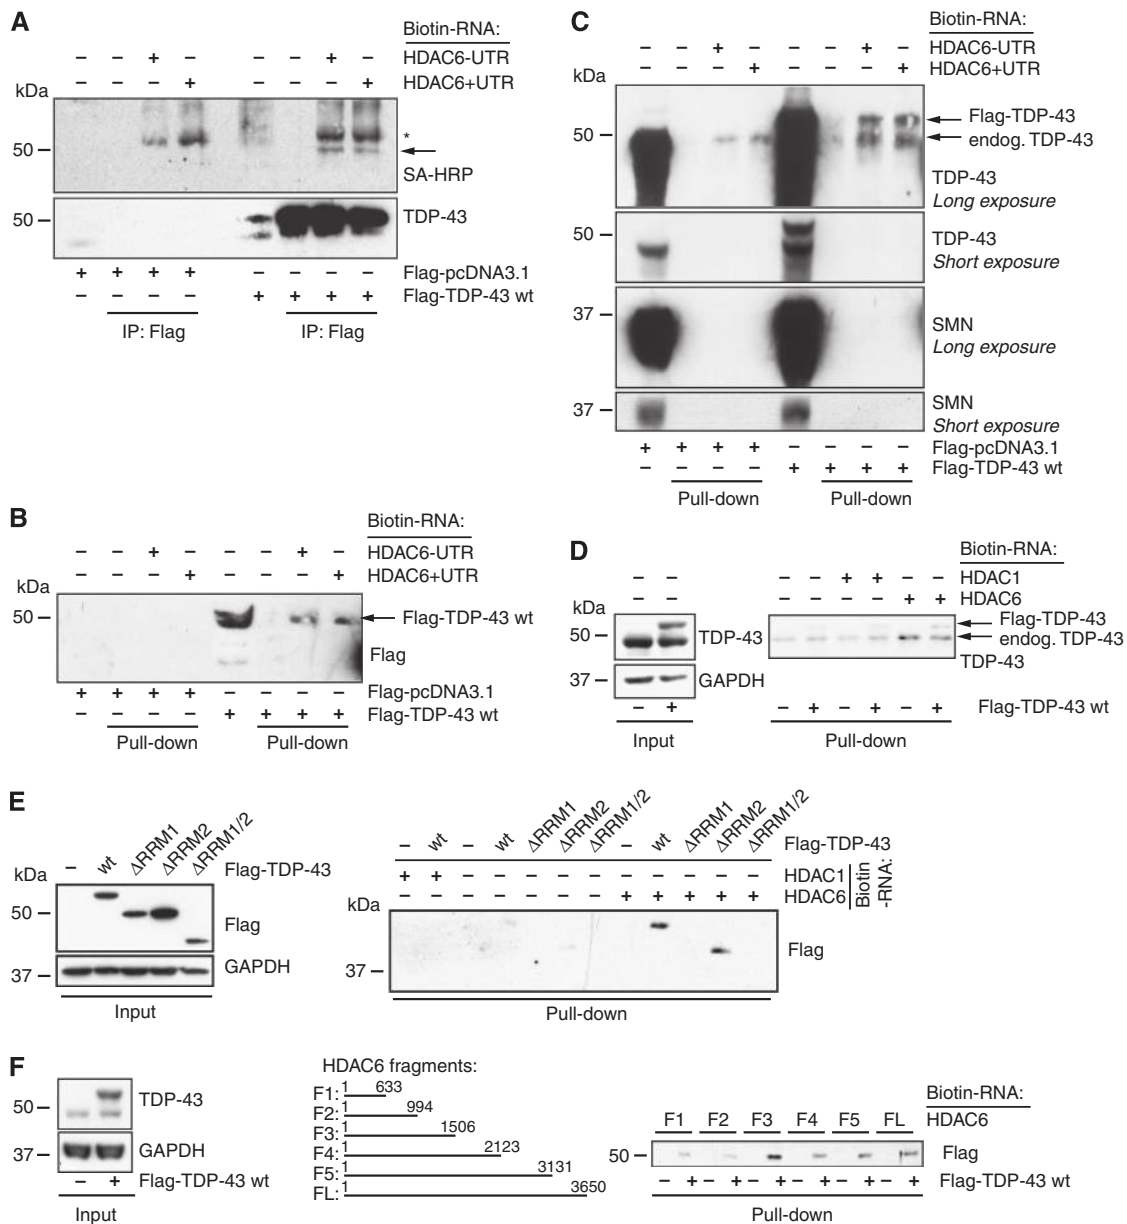 A
Biotin-RNA:
– – + – – – + – HDAC6-UTR
– – – + – – – + HDAC6+UTR
kDa
*
50
SA-HRP
50 TDP-43
+ + + + – – – – Flag-pcDNA3.1
– – – – + + + + Flag-TDP-43 wt
IP: Flag IP: Flag
C
Biotin-RNA:
– – + – – – + – HDAC6-UTR
– – – + – – – + HDAC6+UTR
kDa
Flag-TDP-43
50 endog. TDP-43
TDP-43
Long exposure
50 TDP-43
Short exposure
37 SMN
Long exposure
37 SMN
Short exposure
+ + + + – – – – Flag-pcDNA3.1
– – – – + + + + Flag-TDP-43 wt
Pull-down Pull-down
B
Biotin-RNA:
– – + – – – + – HDAC6-UTR
– – – + – – – + HDAC6+UTR
kDa
50 Flag-TDP-43 wt
Flag
+ + + + – – – – Flag-pcDNA3.1
– – – – + + + + Flag-TDP-43 wt
Pull-down Pull-down
D
Biotin-RNA:
– – – – + + – – HDAC1
– – – – – – + + HDAC6
kDa
Flag-TDP-43
50 TDP-43 endog. TDP-43
TDP-43
37 GAPDH
– + – + – + – + Flag-TDP-43 wt
Input Pull-down
E
– wt ΔRRM1 ΔRRM2 ΔRRM1/2 Flag-TDP-43
kDa
50 Flag
37 GAPDH
Input
– wt – wt ΔRRM1 ΔRRM2 ΔRRM1/2 – wt ΔRRM1 ΔRRM2 ΔRRM1/2 Flag-TDP-43
+ + – – – – – – – – – – HDAC1
– – – – – – – + + + + + HDAC6
Biotin-RNA:
kDa
Flag
37
Pull-down
F
50 TDP-43
37 GAPDH
– + Flag-TDP-43 wt
Input
HDAC6 fragments:
F1: 1 633
F2: 1 994
F3: 1 1506
F4: 1 2123
F5: 1 3131
FL: 1 3650
Biotin-RNA:
F1 F2 F3 F4 F5 FL HDAC6
50 Flag
– + – + – + – + – + – + Flag-TDP-43 wt
Pull-down